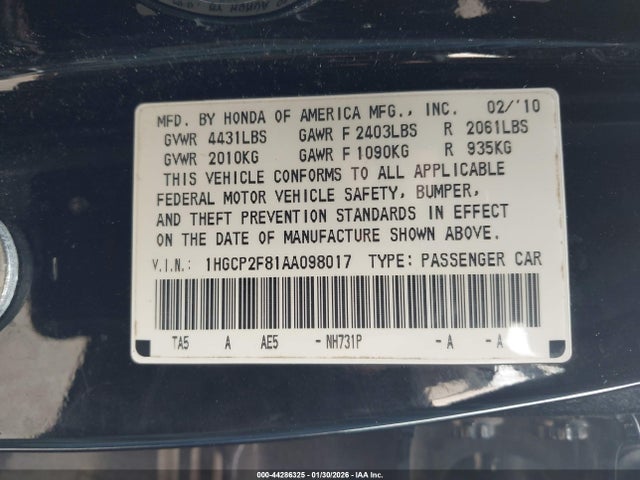 MFD. BY HONDA OF AMERICA MFG., INC. 02/'10
GVWR 4431LBS GAWR F 2403LBS R 2061LBS
GVWR 2010KG GAWR F 1090KG R 935KG
THIS VEHICLE CONFORMS TO ALL APPLICABLE
FEDERAL MOTOR VEHICLE SAFETY, BUMPER,
AND THEFT PREVENTION STANDARDS IN EFFECT
ON THE DATE OF MANUFACTURE SHOWN ABOVE.
V.I.N.: 1HGCP2F81AA098017 TYPE: PASSENGER CAR
TA5 A AE5 - NH731P - A - A
000-44286325 - 01/30/2026 - IAA Inc.